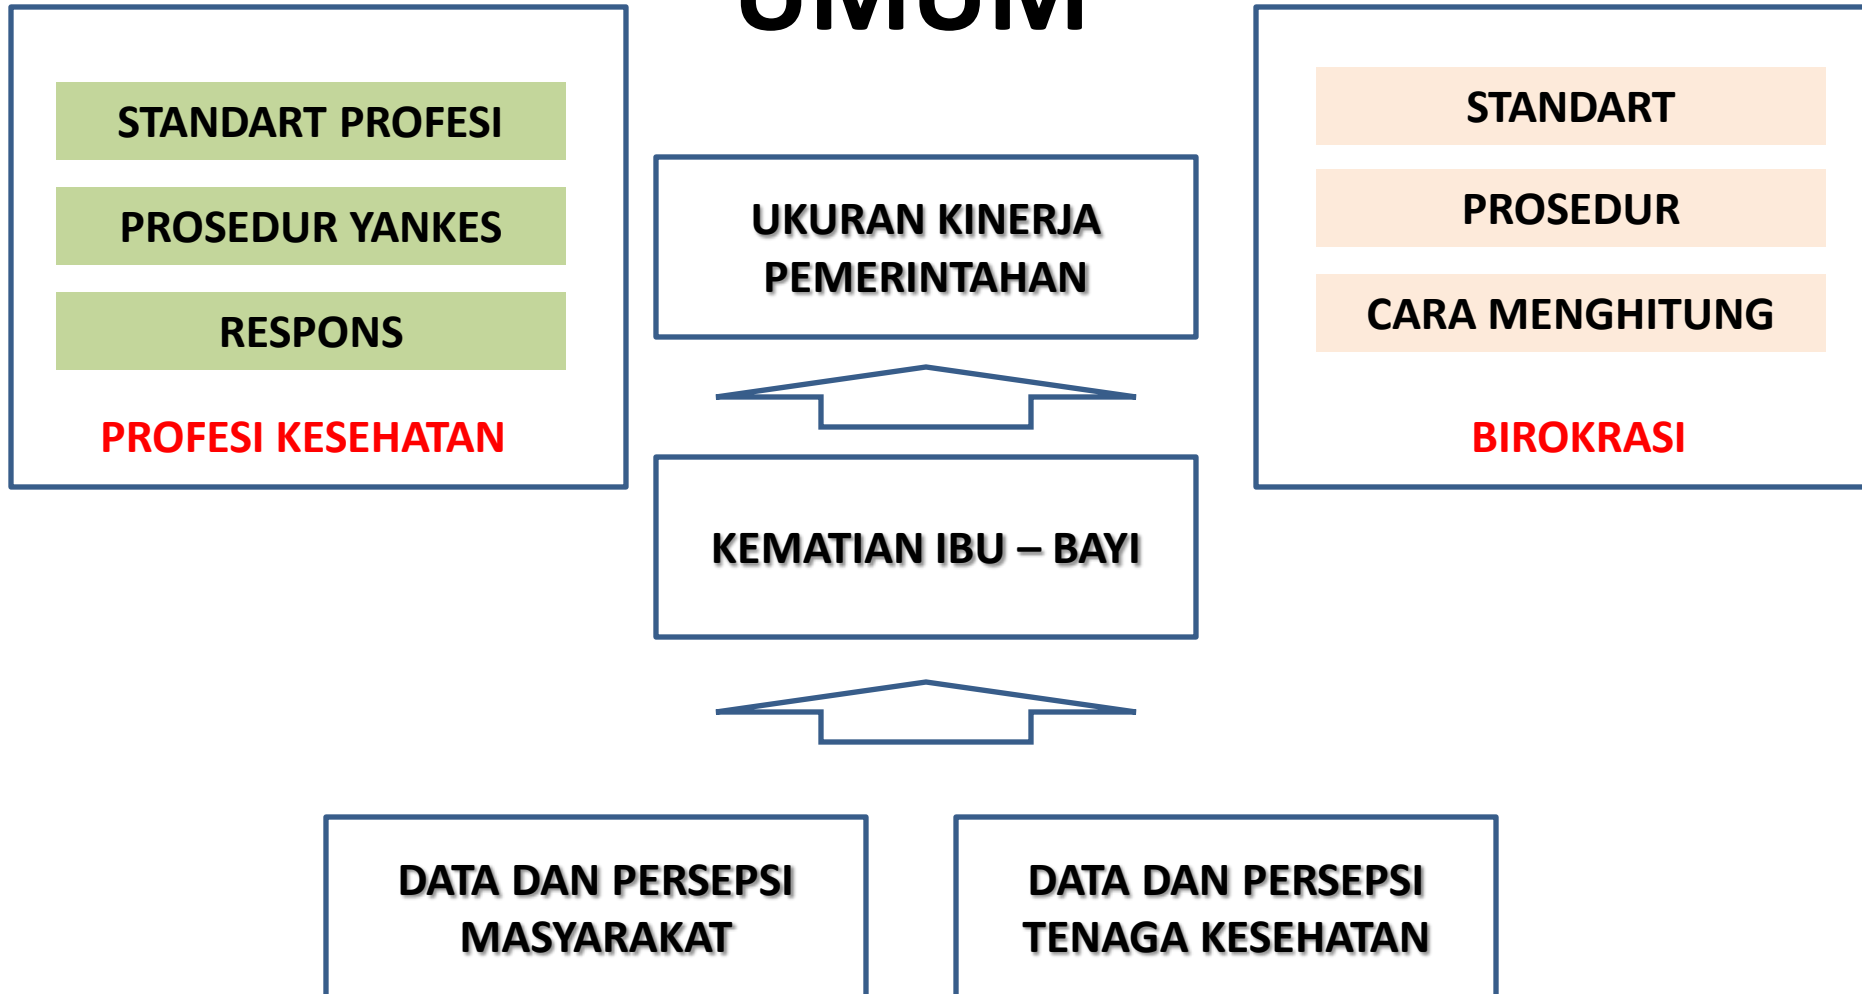 UMUM
STANDART PROFESI
PROSEDUR YANKES
RESPONS
PROFESI KESEHATAN
UKURAN KINERJA
PEMERINTAHAN
KEMATIAN IBU – BAYI
STANDART
PROSEDUR
CARA MENGHITUNG
BIROKRASI
DATA DAN PERSEPSI
MASYARAKAT
DATA DAN PERSEPSI
TENAGA KESEHATAN